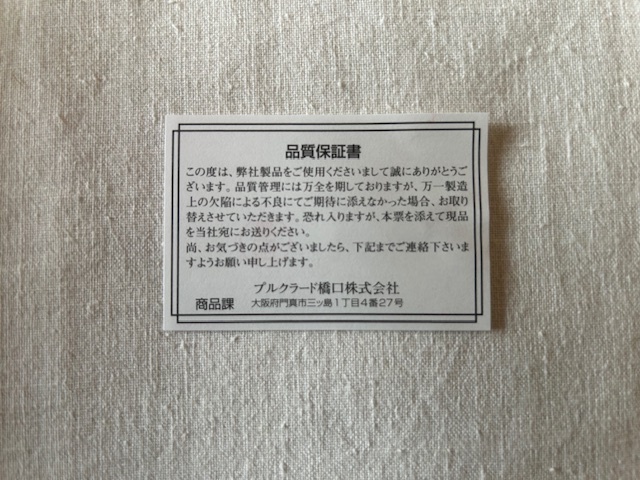 品質保証書
この度は、弊社製品をご使用くださいまして誠にありがとうご
ざいます。品質管理には万全を期しておりますが、万一製造
上の欠陥による不良にてご期待に添えなかった場合、お取り
替えさせていただきます。恐れ入りますが、本票を添えて現品
を当社宛にお送りください。
尚、お気づきの点がございましたら、下記までご連絡下さいま
すようお願い申し上げます。
プルクラード橋口株式会社
商品課 大阪府門真市三ッ島1丁目4番27号